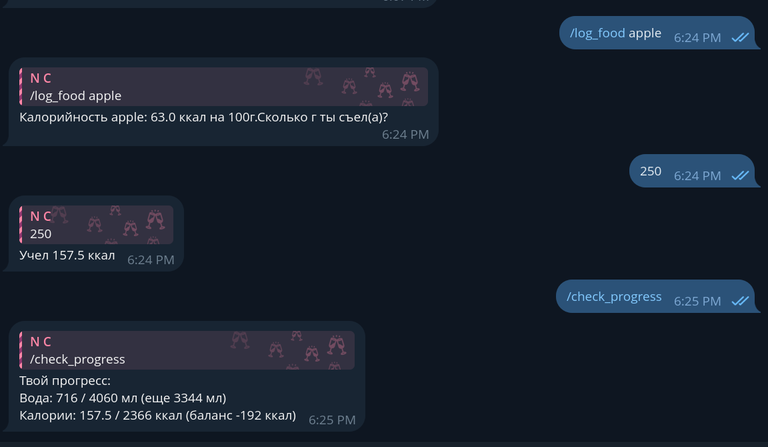 /log_food apple 6:24 PM
N C
/log_food apple
Калорийность apple: 63.0 ккал на 100г.Сколько г ты съел(а)?
6:24 PM
250 6:24 PM
N C
250
Учел 157.5 ккал 6:24 PM
/check_progress 6:25 PM
N C
/check_progress
Твой прогресс:
Вода: 716 / 4060 мл (еще 3344 мл)
Калории: 157.5 / 2366 ккал (баланс -192 ккал) 6:25 PM